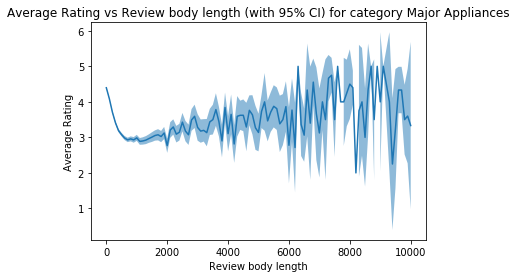 Average Rating vs Review body length (with 95% CI) for category Major Appliances
6
5
4
3
2
1
Average Rating
0 2000 4000 6000 8000 10000
Review body length